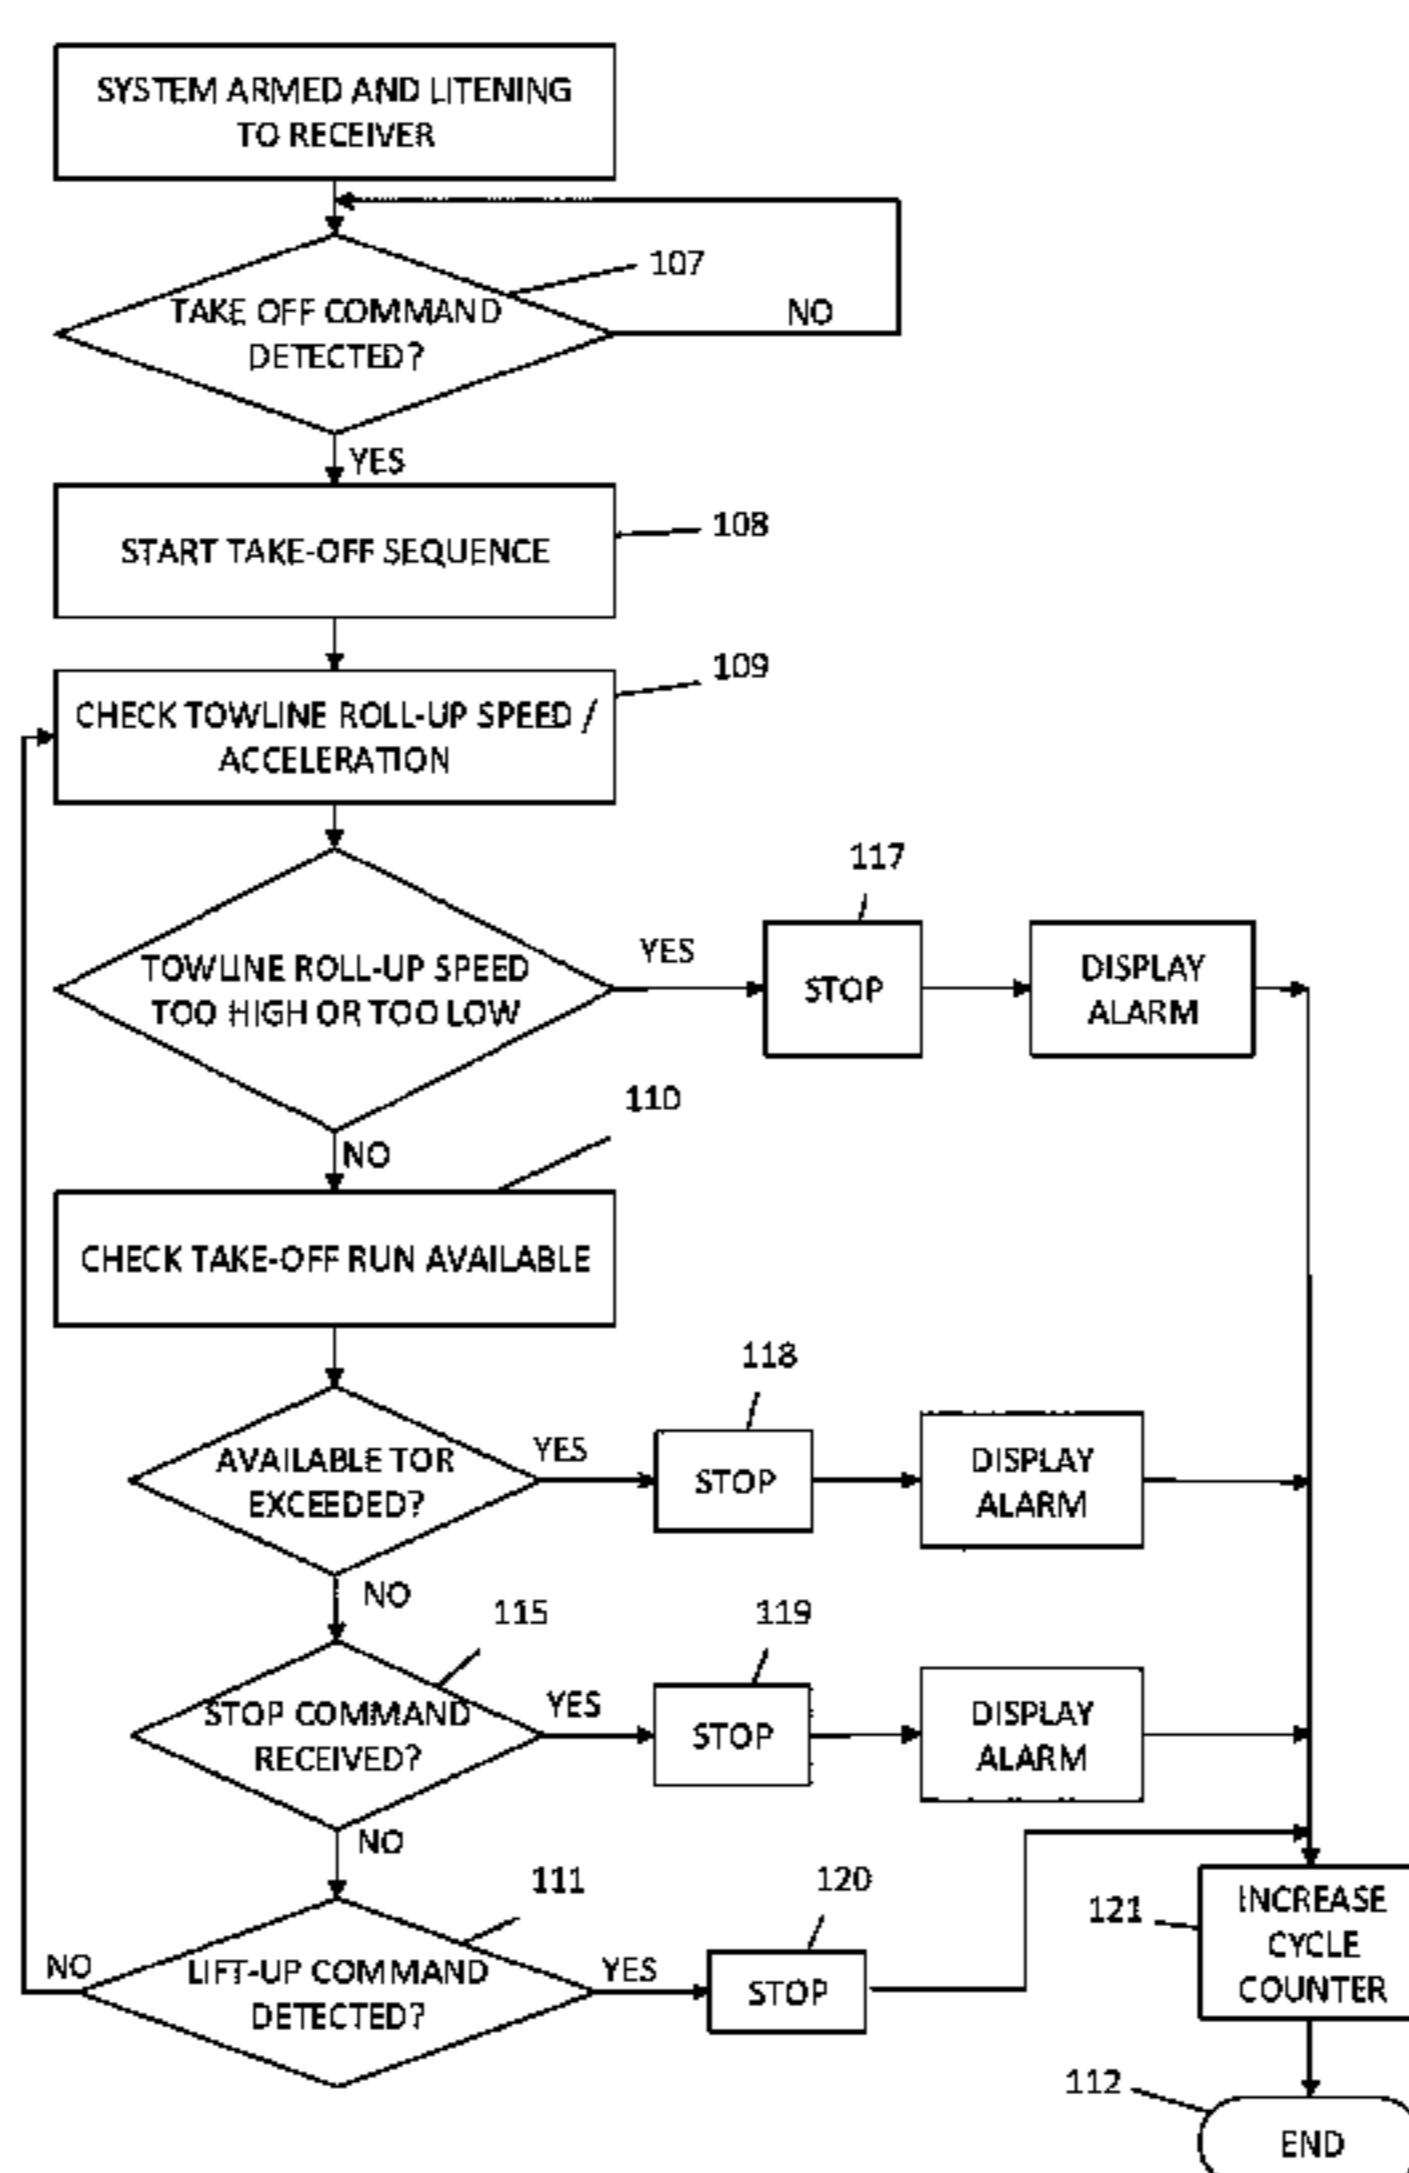 SYSTEM ARMED AND LITENING
TO RECEIVER
107
TAKE OFF COMMAND
DETECTED?
NO
YES
START TAKE-OFF SEQUENCE
108
109
CHECK TOWLINE ROLL-UP SPEED /
ACCELERATION
117
TOWLINE ROLL-UP SPEED
TOO HIGH OR TOO LOW
YES
STOP
DISPLAY
ALARM
110
NO
CHECK TAKE-OFF RUN AVAILABLE
118
AVAILABLE TOR
EXCEEDED?
YES
STOP
DISPLAY
ALARM
NO
115
119
STOP COMMAND
RECEIVED?
YES
STOP
DISPLAY
ALARM
NO
111
120
121
INCREASE
CYCLE
COUNTER
NO
LIFT-UP COMMAND
DETECTED?
YES
STOP
112
END